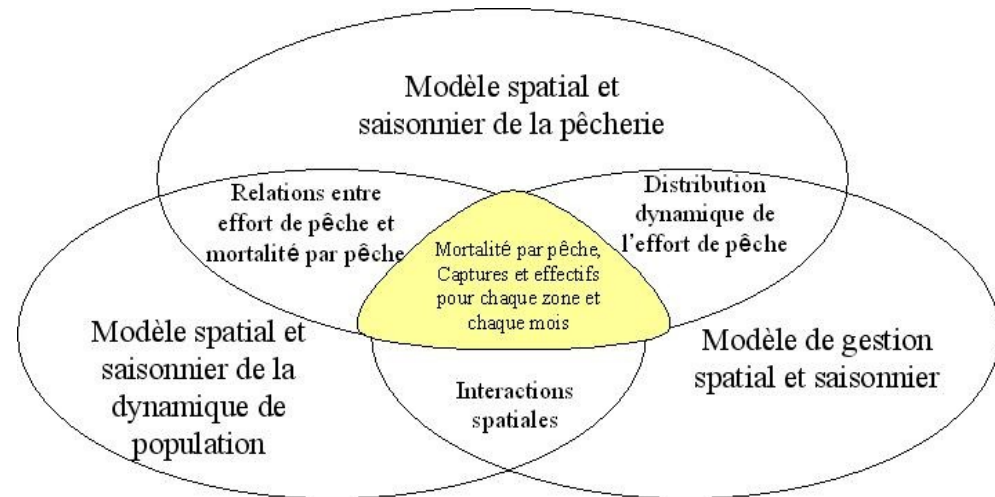 Modèle spatial et
saisonnier de la pêcherie
Relations entre
effort de pêche et
mortalité par pêche
Distribution
dynamique de
l'effort de pêche
Mortalité par pêche,
Captures et effectifs
pour chaque zone et
chaque mois
Modèle spatial et
saisonnier de la
dynamique de
population
Modèle de gestion
spatial et saisonnier
Interactions
spatiales